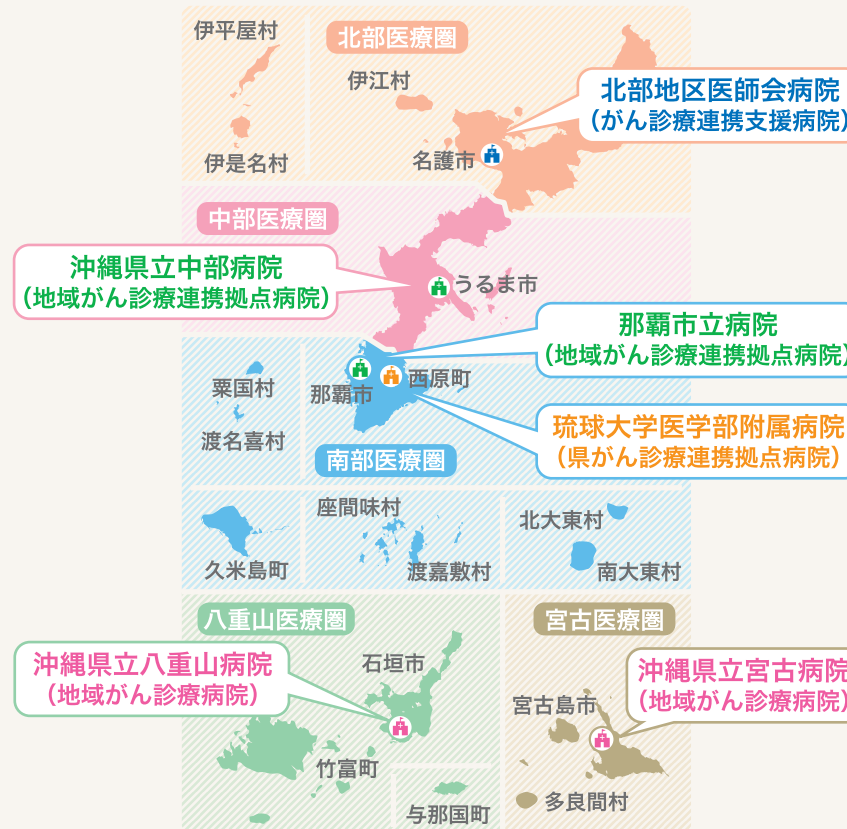 伊平屋村
北部医療圏
伊江村
北部地区医師会病院
（がん診療連携支援病院）
名護市
伊是名村
中部医療圏
沖縄県立中部病院
（地域がん診療連携拠点病院）
うるま市
那覇市立病院
（地域がん診療連携拠点病院）
粟国村
那覇市
西原町
渡名喜村
琉球大学医学部附属病院
（県がん診療連携拠点病院）
南部医療圏
座間味村
北大東村
久米島町
渡嘉敷村
南大東村
八重山医療圏
宮古医療圏
沖縄県立八重山病院
（地域がん診療病院）
石垣市
沖縄県立宮古病院
（地域がん診療病院）
宮古島市
竹富町
多良間村
与那国町